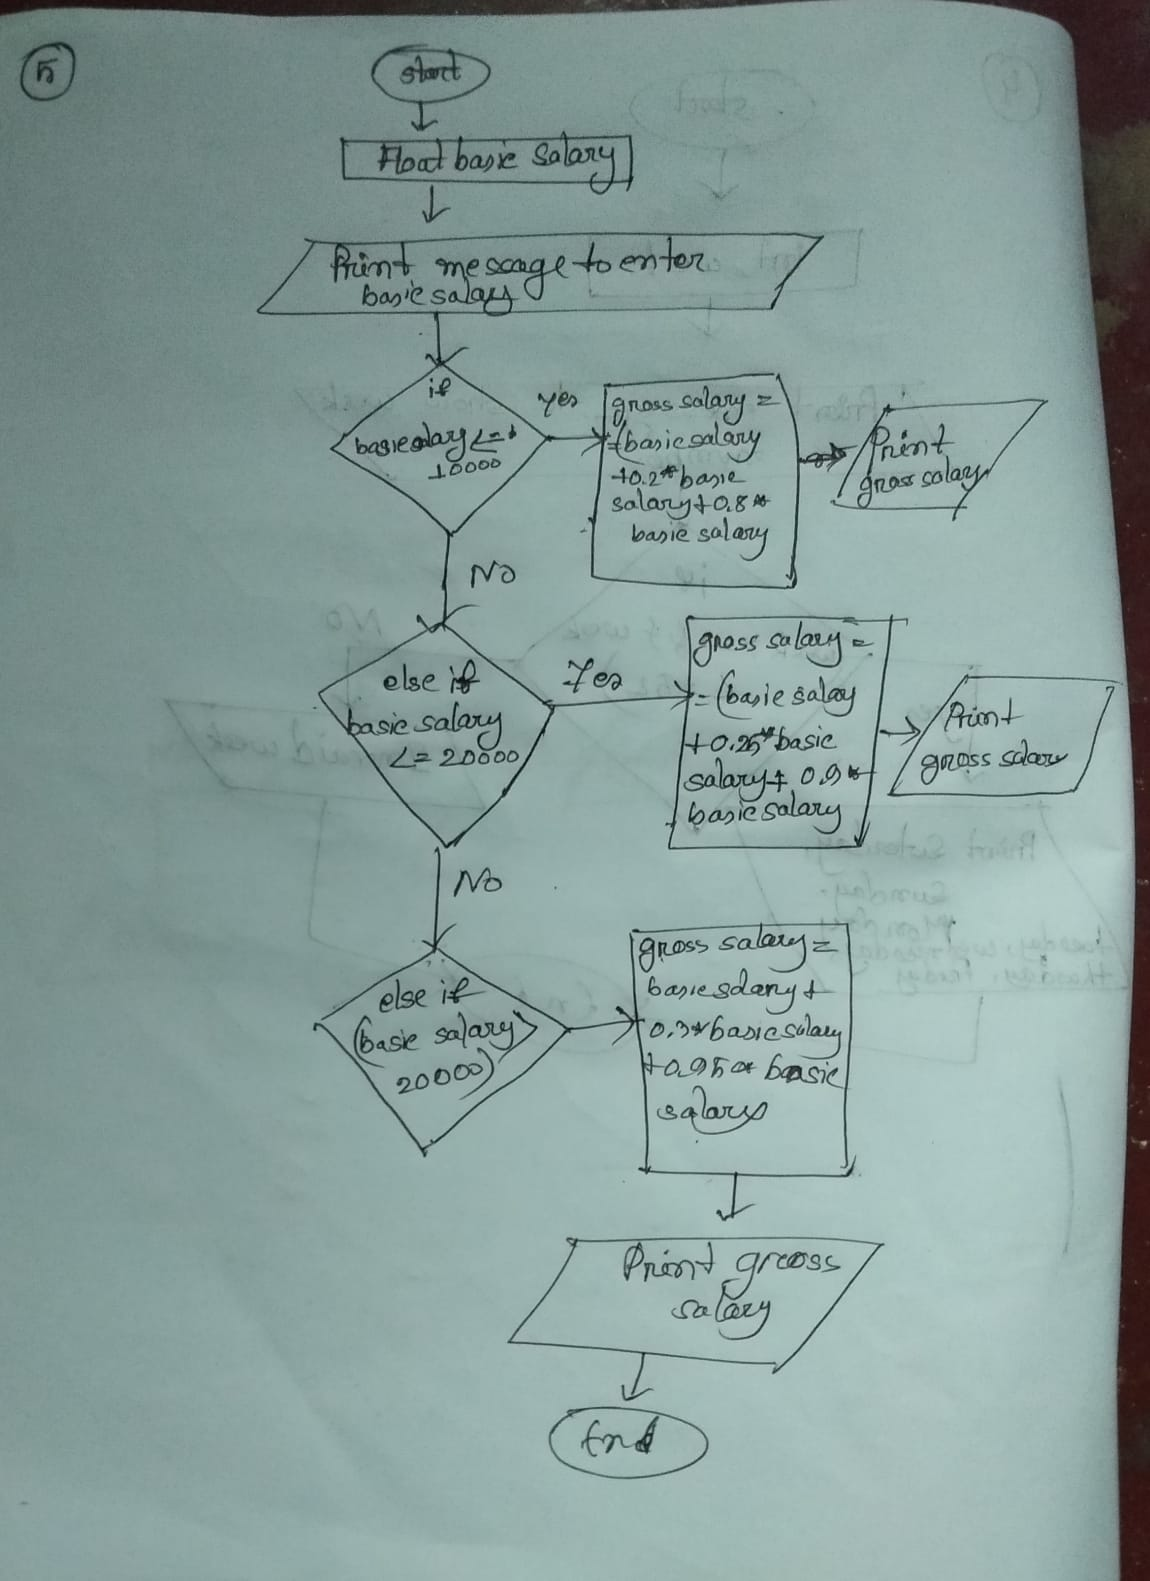 5
start
Float basic salary
Print message to enter
basic salary
if
basic salary <=
10000
Yes
gross salary =
(basic salary
+0.2*basic
salary+0.8*
basic salary
Print
gross salary
No
else if
basic salary
<= 20000
Yes
gross salary =
= (basic salary
+0.25*basic
salary+ 0.9*
basic salary
Print
gross salary
No
else if
(basic salary>
20000)
gross salary =
basic salary +
0.3*basic salary
+0.95* basic
salary
Print gross
salary
End